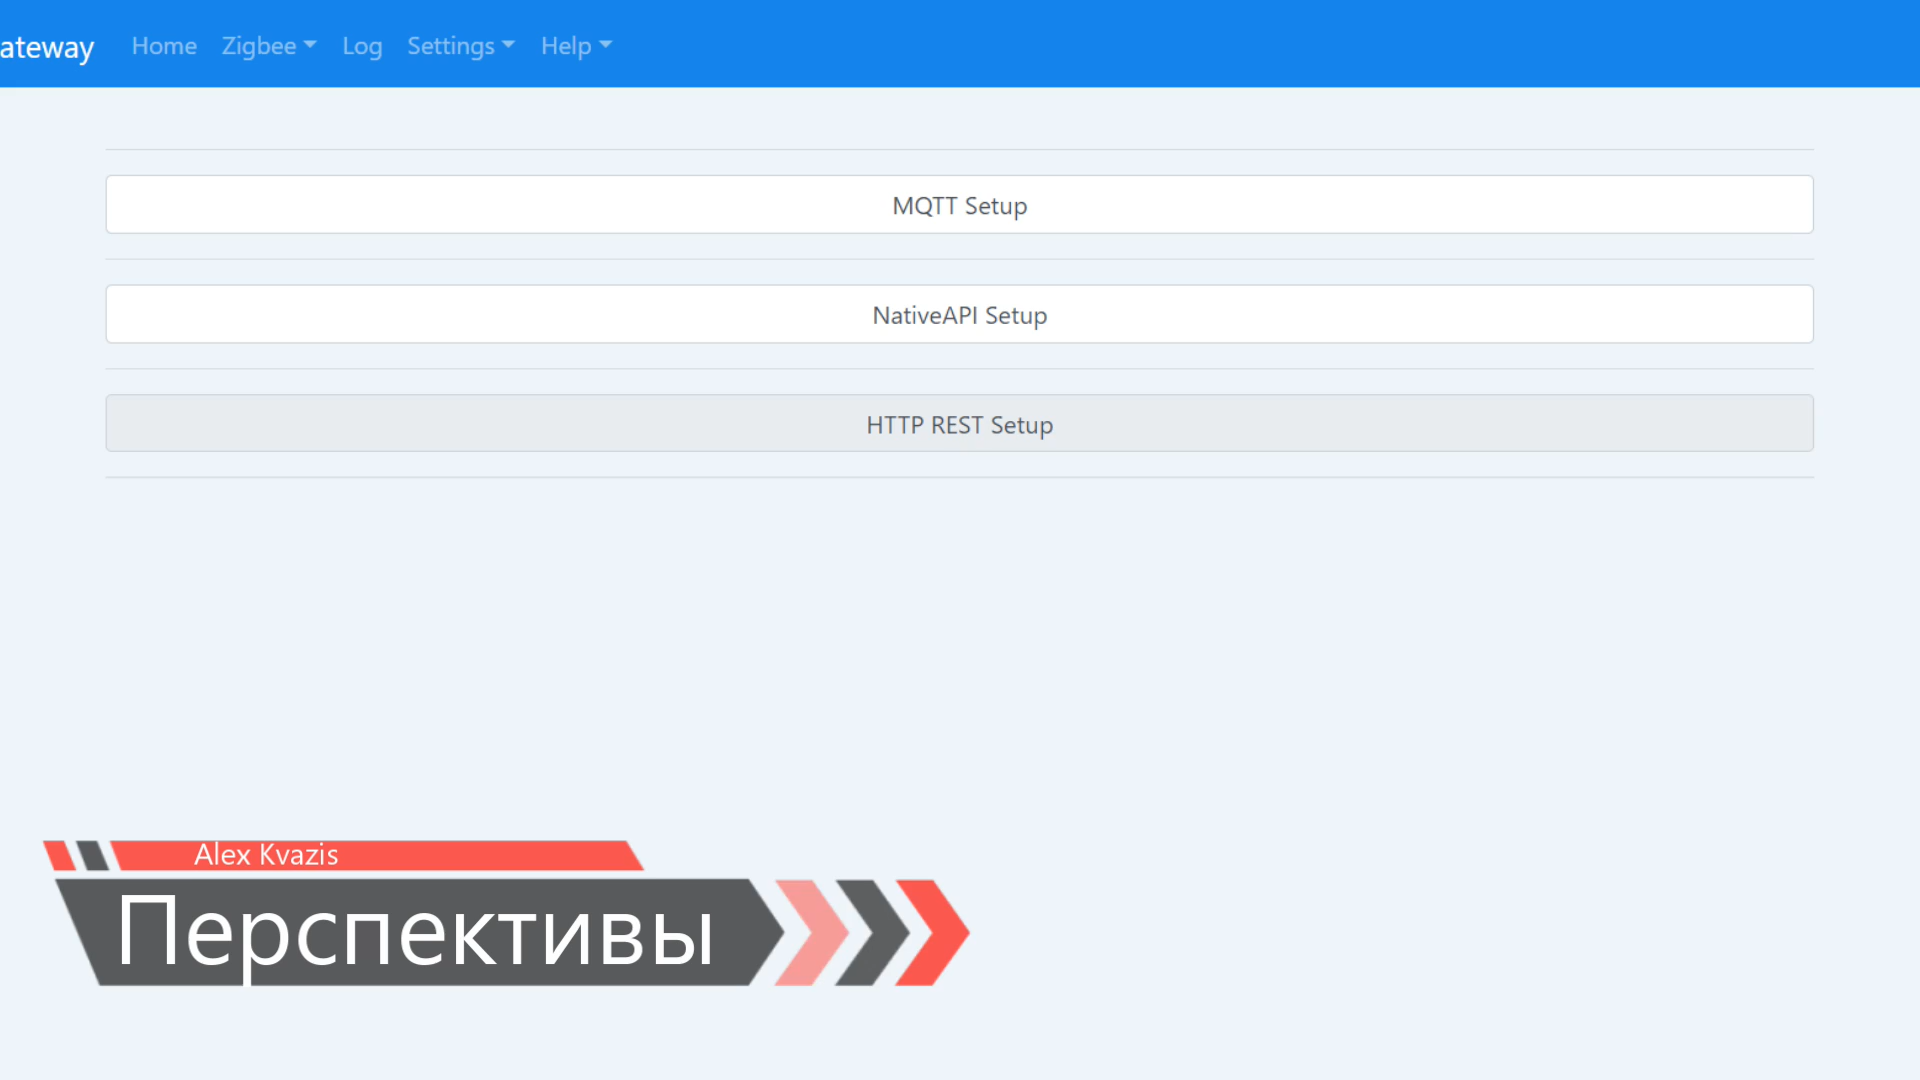 ateway Home Zigbee Log Settings Help
MQTT Setup
NativeAPI Setup
HTTP REST Setup
Alex Kvazis
Перспективы